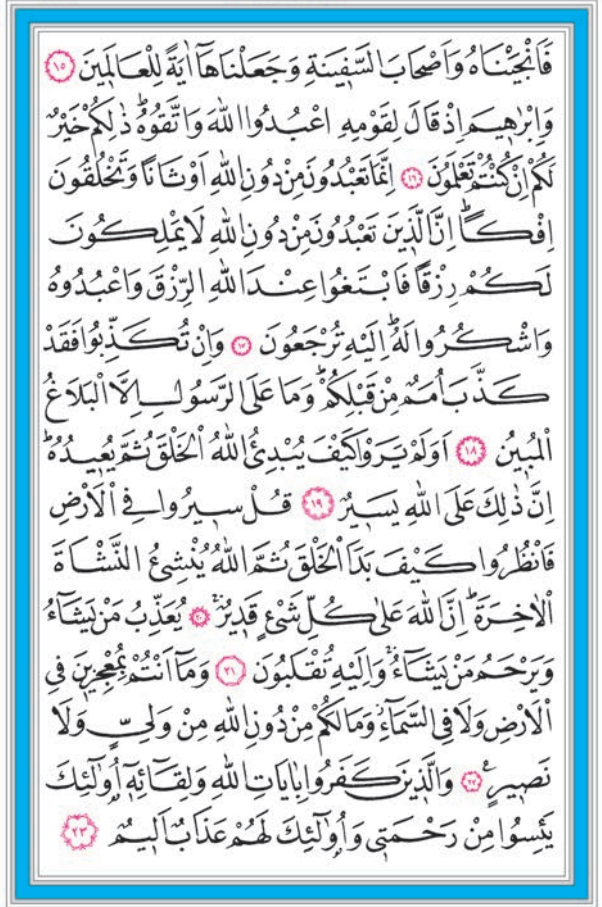 فَاَنْجَيْنَاهُ وَاَصْحَابَ السَّفٖينَةِ وَجَعَلْنَاهَٓا اٰيَةً لِلْعَالَمٖينَ ﴿١٥﴾
وَاِبْرٰهٖيمَ اِذْ قَالَ لِقَوْمِهِ اعْبُدُوا اللّٰهَ وَاتَّقُوهُؕ ذٰلِكُمْ خَيْرٌ
لَكُمْ اِنْ كُنْتُمْ تَعْلَمُونَ ﴿١٦﴾ اِنَّمَا تَعْبُدُونَ مِنْ دُونِ اللّٰهِ اَوْثَانًا وَتَخْلُقُونَ
اِفْكًاؕ اِنَّ الَّذٖينَ تَعْبُدُونَ مِنْ دُونِ اللّٰهِ لَا يَمْلِكُونَ
لَكُمْ رِزْقًا فَابْتَغُوا عِنْدَ اللّٰهِ الرِّزْقَ وَاعْبُدُوهُ
وَاشْكُرُوا لَهُؕ اِلَيْهِ تُرْجَعُونَ ﴿١٧﴾ وَاِنْ تُكَذِّبُوا فَقَدْ
كَذَّبَ اُمَمٌ مِنْ قَبْلِكُمْؕ وَمَا عَلَى الرَّسُولِ اِلَّا الْبَلَاغُ
الْمُبٖينُ ﴿١٨﴾ اَوَلَمْ يَرَوْا كَيْفَ يُبْدِئُ اللّٰهُ الْخَلْقَ ثُمَّ يُعٖيدُهُؕ
اِنَّ ذٰلِكَ عَلَى اللّٰهِ يَسٖيرٌ ﴿١٩﴾ قُلْ سٖيرُوا فِي الْاَرْضِ
فَانْظُرُوا كَيْفَ بَدَاَ الْخَلْقَ ثُمَّ اللّٰهُ يُنْشِئُ النَّشْاَةَ
الْاٰخِرَةَؕ اِنَّ اللّٰهَ عَلٰى كُلِّ شَيْءٍ قَدٖيرٌۚ ﴿٢٠﴾ يُعَذِّبُ مَنْ يَشَٓاءُ
وَيَرْحَمُ مَنْ يَشَٓاءُۚ وَاِلَيْهِ تُقْلَبُونَ ﴿٢١﴾ وَمَٓا اَنْتُمْ بِمُعْجِزٖينَ فِي
الْاَرْضِ وَلَا فِي السَّمَٓاءِؗ وَمَا لَكُمْ مِنْ دُونِ اللّٰهِ مِنْ وَلِيٍّ وَلَا
نَصٖيرٍࣖ ﴿٢٢﴾ وَالَّذٖينَ كَفَرُوا بِاٰيَاتِ اللّٰهِ وَلِقَٓائِهٖٓ اُو۬لٰٓئِكَ
يَئِسُوا مِنْ رَحْمَتٖي وَاُو۬لٰٓئِكَ لَهُمْ عَذَابٌ اَلٖيمٌ ﴿٢٣﴾